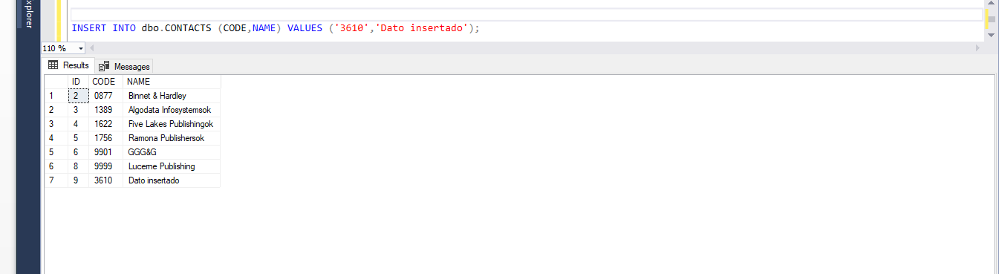 Explorer
INSERT INTO dbo.CONTACTS (CODE,NAME) VALUES ('3610','Dato insertado');
110 %
Results Messages
ID CODE NAME
1 2 0877 Binnet & Hardley
2 3 1389 Algodata Infosystemsok
3 4 1622 Five Lakes Publishingok
4 5 1756 Ramona Publishersok
5 6 9901 GGG&G
6 8 9999 Lucerne Publishing
7 9 3610 Dato insertado